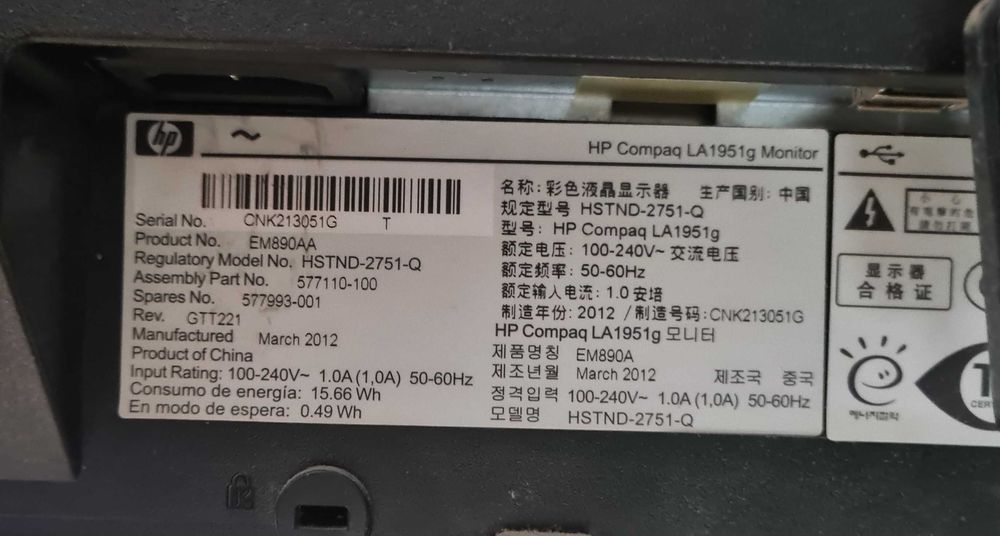 hp
~
HP Compaq LA1951g Monitor
Serial No. CNK213051G T
Product No. EM890AA
Regulatory Model No. HSTND-2751-Q
Assembly Part No. 577110-100
Spares No. 577993-001
Rev. GTT221
Manufactured March 2012
Product of China
Input Rating: 100-240V~ 1.0A (1,0A) 50-60Hz
Consumo de energía: 15.66 Wh
En modo de espera: 0.49 Wh
名称: 彩色液晶显示器 生产国别: 中国
规定型号 HSTND-2751-Q
型号: HP Compaq LA1951g
额定电压: 100-240V~ 交流电压
额定频率: 50-60Hz
额定输入电流: 1.0 安培
制造年份: 2012 /制造号码: CNK213051G
HP Compaq LA1951g 모니터
제품명칭 EM890A
제조년월 March 2012 제조국 중국
정격입력 100-240V~ 1.0A (1,0A) 50-60Hz
모델명 HSTND-2751-Q
小 心
显示器
合格证
에너지절약
T
CER